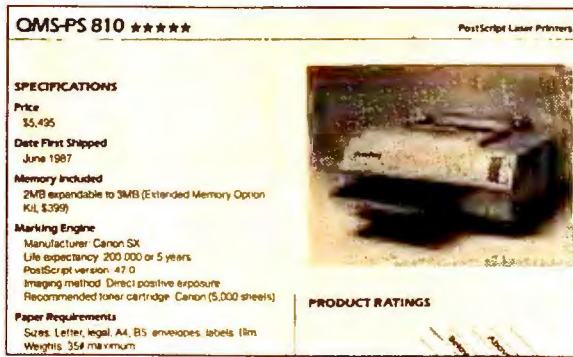 QMS-PS 810 ★★★★★
PostScript Laser Printers
SPECIFICATIONS
Price
$5,495
Date First Shipped
June 1987
Memory Included
2MB expandable to 3MB (Extended Memory Option
Kit, $399)
Marking Engine
Manufacturer Canon SX
Life expectancy 200,000 or 5 years
PostScript version 47.0
Imaging method Direct positive exposure
Recommended toner cartridge Canon (5,000 sheets)
Paper Requirements
Sizes Letter, legal, A4, B5, envelopes, labels, film
Weights 35# maximum
PRODUCT RATINGS
Below
Above